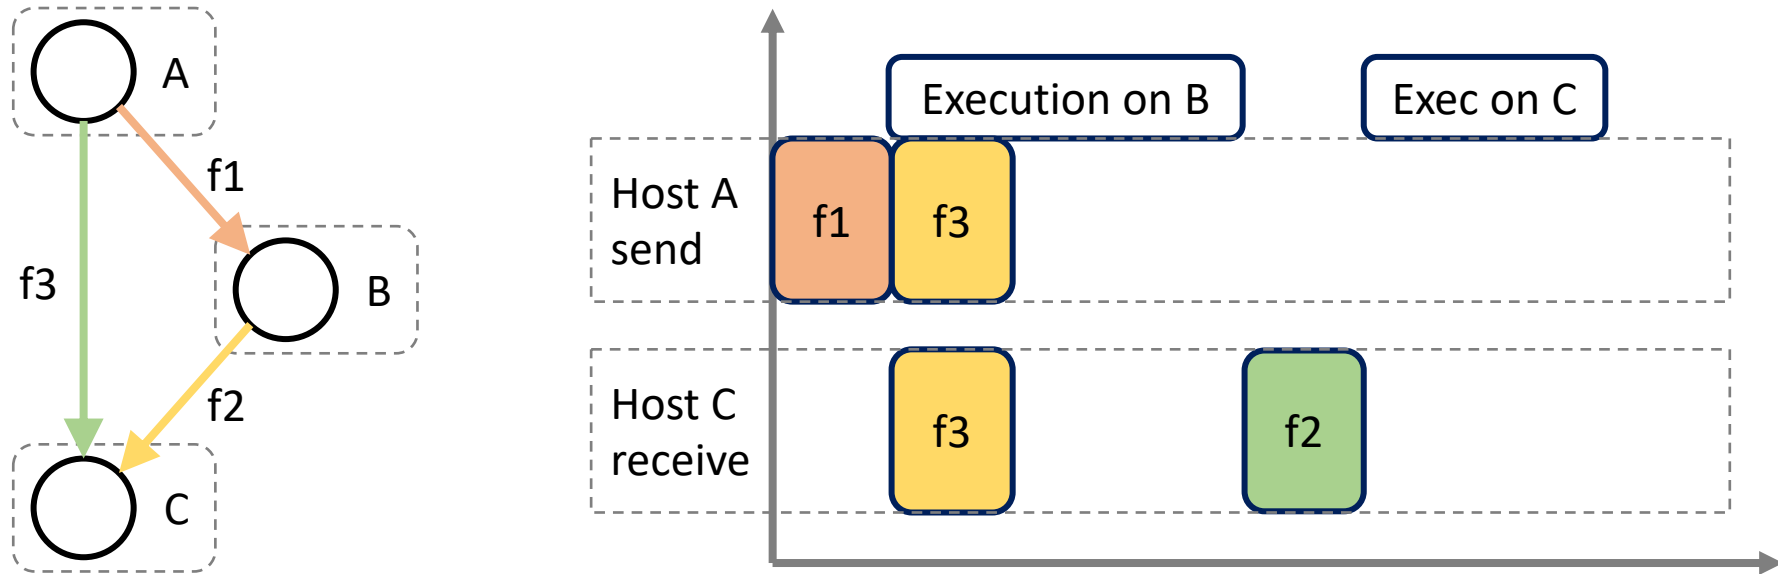 A
f1
f3
B
f2
C
Execution on B
Exec on C
Host A
send
f1
f3
Host C
receive
f3
f2